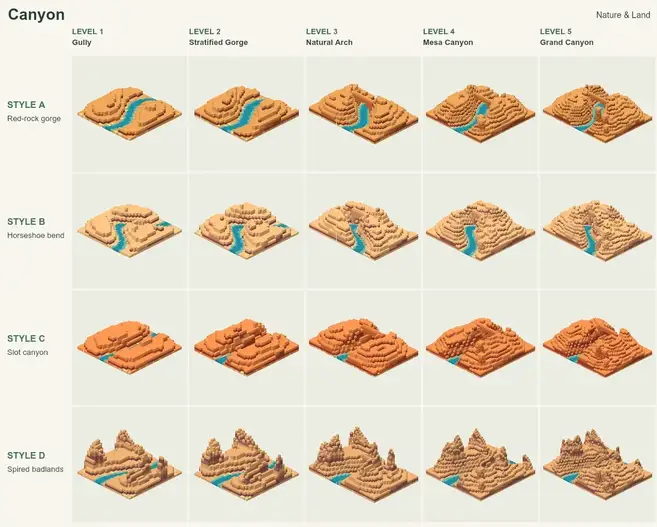 Canyon
Nature & Land
LEVEL 1
Gully
LEVEL 2
Stratified Gorge
LEVEL 3
Natural Arch
LEVEL 4
Mesa Canyon
LEVEL 5
Grand Canyon
STYLE A
Red-rock gorge
STYLE B
Horseshoe bend
STYLE C
Slot canyon
STYLE D
Spired badlands